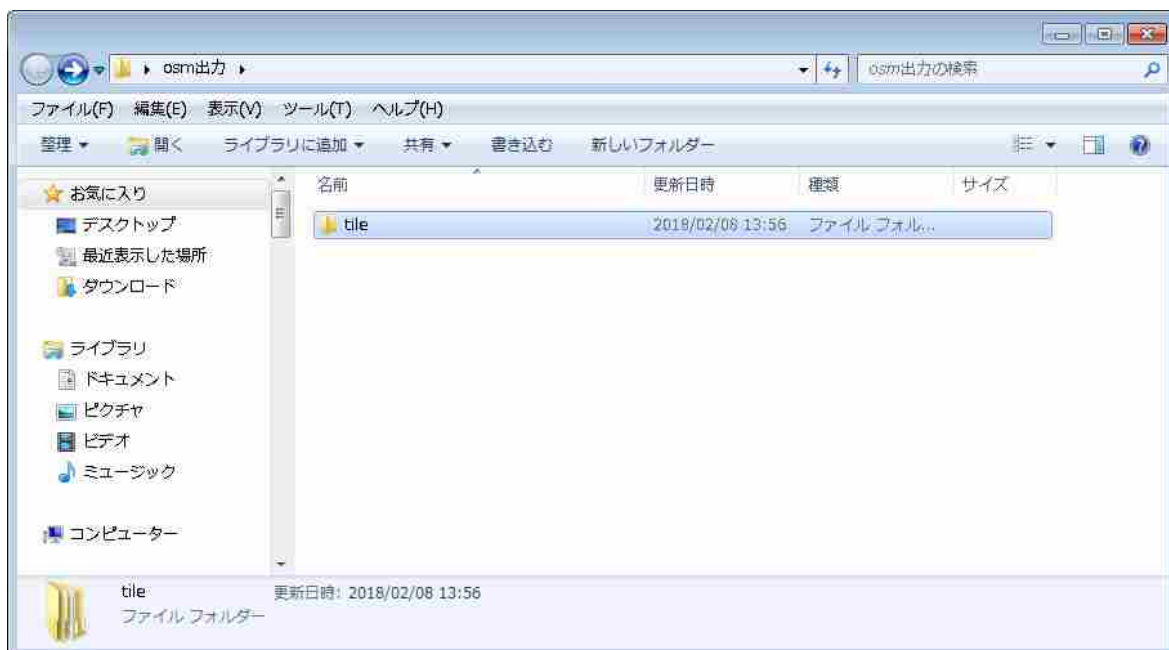 osm出力
osm出力の検索
ファイル(F) 編集(E) 表示(V) ツール(T) ヘルプ(H)
整理 開く ライブラリに追加 共有 書き込む 新しいフォルダー
お気に入り
デスクトップ
最近表示した場所
ダウンロード
ライブラリ
ドキュメント
ピクチャ
ビデオ
ミュージック
コンピューター
名前 更新日時 種類 サイズ
tile 2018/02/08 13:56 ファイル フォル...
tile 更新日時: 2018/02/08 13:56
ファイル フォルダー